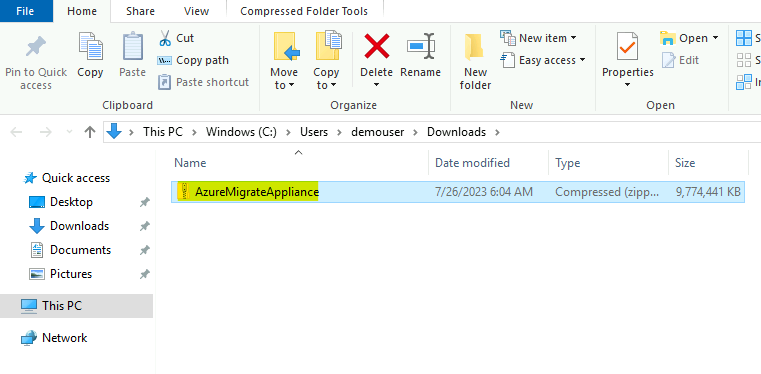 File Home Share View Compressed Folder Tools
Pin to Quick access
Copy
Paste
Cut
Copy path
Paste shortcut
Clipboard
Move to
Copy to
Delete
Rename
Organize
New folder
New item
Easy access
New
Properties
Open
Edit
Open
S
S
In
This PC Windows (C:) Users demouser Downloads
Quick access
Desktop
Downloads
Documents
Pictures
This PC
Network
Name Date modified Type Size
AzureMigrateAppliance 7/26/2023 6:04 AM Compressed (zipp... 9,774,441 KB